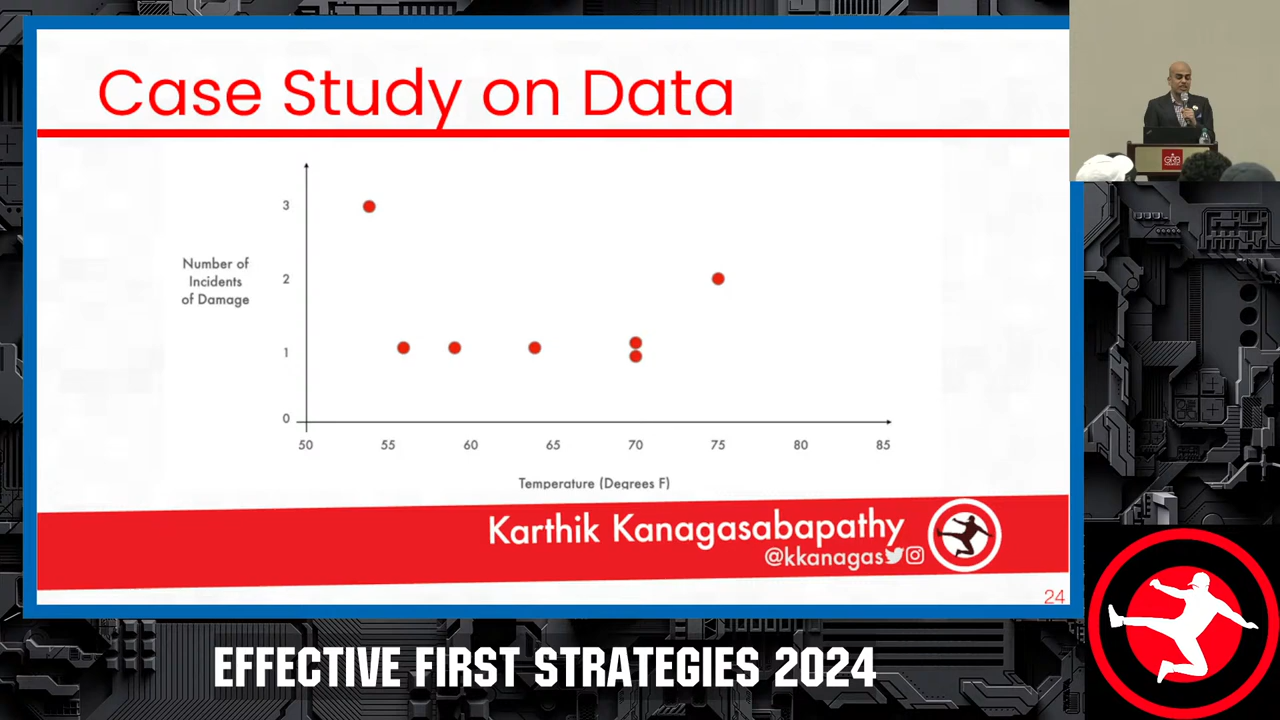 Case Study on Data
3
Number of
Incidents
of Damage
2
1
0
50 55 60 65 70 75 80 85
Temperature (Degrees F)
Karthik Kanagasabapathy
@kkanagas
24
GRB
EFFECTIVE FIRST STRATEGIES 2024